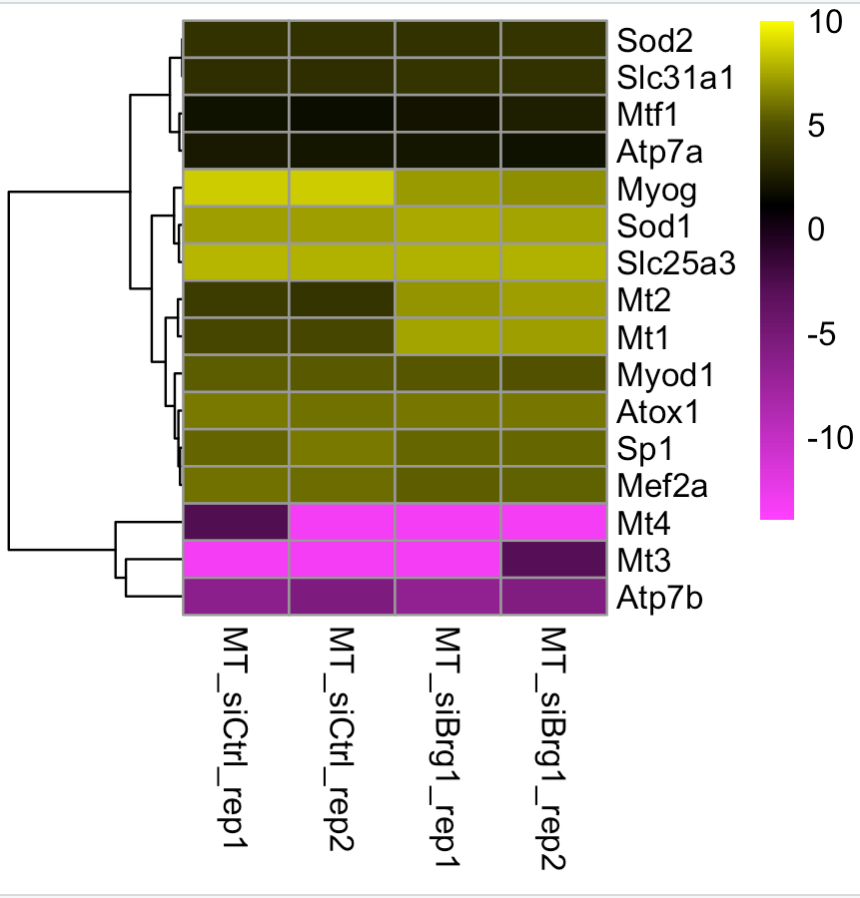 Sod2
Slc31a1
Mtf1
Atp7a
Myog
Sod1
Slc25a3
Mt2
Mt1
Myod1
Atox1
Sp1
Mef2a
Mt4
Mt3
Atp7b
10
5
0
-5
-10
MT_siCtrl_rep1
MT_siCtrl_rep2
MT_siBrg1_rep1
MT_siBrg1_rep2